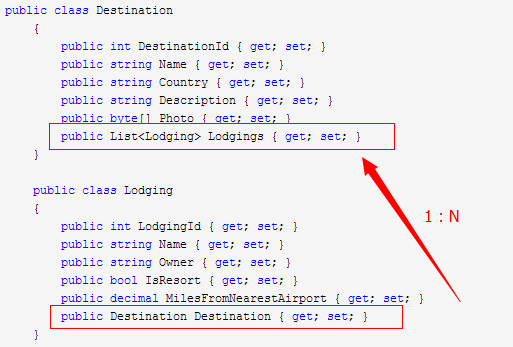 public class Destination
{
public int DestinationId { get; set; }
public string Name { get; set; }
public string Country { get; set; }
public string Description { get; set; }
public byte[] Photo { get; set; }
public List<Lodging> Lodgings { get; set; }
}
public class Lodging
{
public int LodgingId { get; set; }
public string Name { get; set; }
public string Owner { get; set; }
public bool IsResort { get; set; }
public decimal MilesFromNearestAirport { get; set; }
public Destination Destination { get; set; }
}
1：N